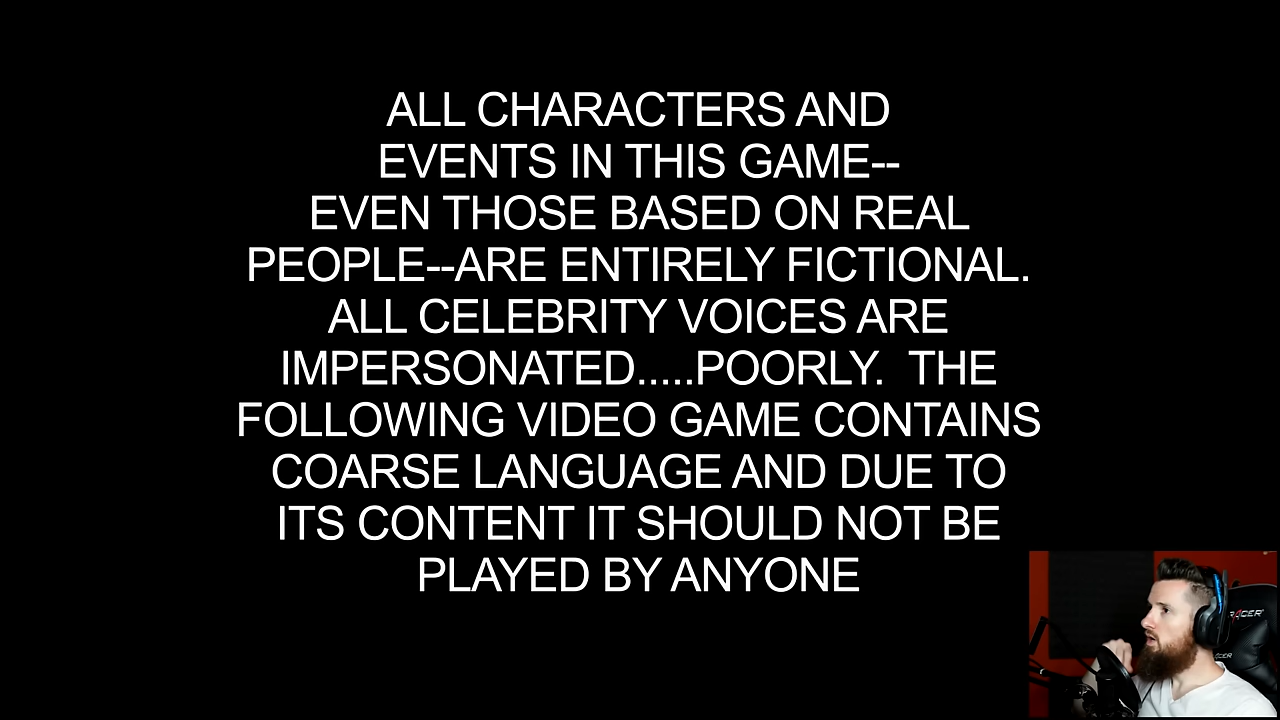 ALL CHARACTERS AND
EVENTS IN THIS GAME--
EVEN THOSE BASED ON REAL
PEOPLE--ARE ENTIRELY FICTIONAL.
ALL CELEBRITY VOICES ARE
IMPERSONATED.....POORLY.  THE
FOLLOWING VIDEO GAME CONTAINS
COARSE LANGUAGE AND DUE TO
ITS CONTENT IT SHOULD NOT BE
PLAYED BY ANYONE